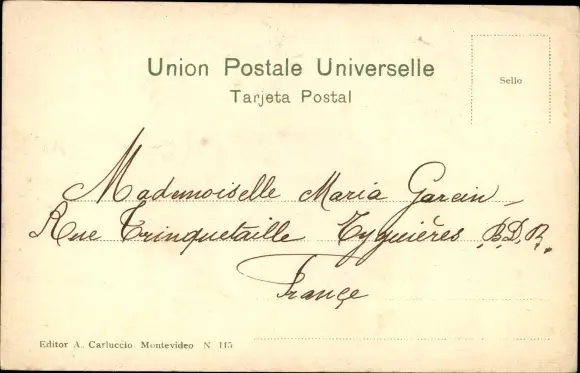 Union Postale Universelle
Tarjeta Postal
Sello
Mademoiselle Maria Garcin
Rue Trinquetaille Eyguières B.D.R.
France
Editor A. Carluccio. Montevideo N. 115